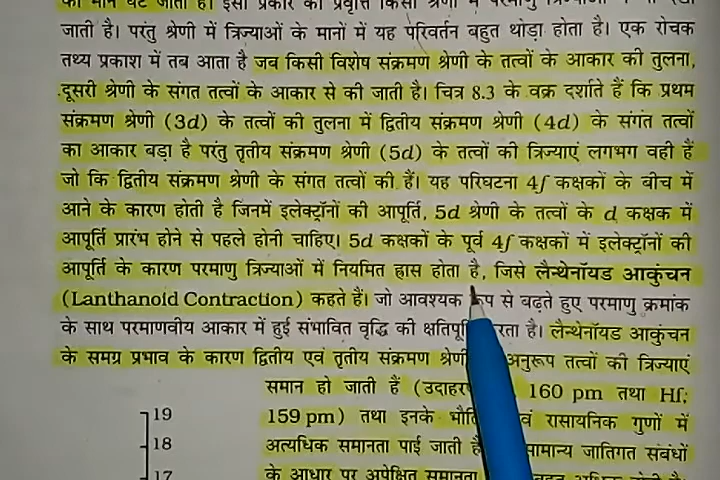 का मान घट जाता है। इसी प्रकार की प्रवृत्ति किसी श्रेणी में
जाती है। परंतु श्रेणी में त्रिज्याओं के मानों में यह परिवर्तन बहुत थोड़ा होता है। एक रोचक
तथ्य प्रकाश में तब आता है जब किसी विशेष संक्रमण श्रेणी के तत्वों के आकार की तुलना,
दूसरी श्रेणी के संगत तत्वों के आकार से की जाती है। चित्र 8.3 के वक्र दर्शाते हैं कि प्रथम
संक्रमण श्रेणी (3d) के तत्वों की तुलना में द्वितीय संक्रमण श्रेणी (4d) के संगत तत्वों
का आकार बड़ा है परंतु तृतीय संक्रमण श्रेणी (5d) के तत्वों की त्रिज्याएं लगभग वही हैं
जो कि द्वितीय संक्रमण श्रेणी के संगत तत्वों की हैं। यह परिघटना 4f कक्षकों के बीच में
आने के कारण होती है जिनमें इलेक्ट्रॉनों की आपूर्ति, 5d श्रेणी के तत्वों के d कक्षक में
आपूर्ति प्रारंभ होने से पहले होनी चाहिए। 5d कक्षकों के पूर्व 4f कक्षकों में इलेक्ट्रॉनों की
आपूर्ति के कारण परमाणु त्रिज्याओं में नियमित ह्रास होता है, जिसे लैन्थेनॉयड आकुंचन
(Lanthanoid Contraction) कहते हैं। जो आवश्यक रूप से बढ़ते हुए परमाणु क्रमांक
के साथ परमाणवीय आकार में हुई संभावित वृद्धि की रता है। लैन्थेनॉयड आकुंचन
के समग्र प्रभाव के कारण द्वितीय एवं तृतीय संक्रमण अनुरूप तत्वों की त्रिज्याएं
समान हो जाती हैं 160 pm तथा Hf;
159 pm) तथा इनके रासायनिक गुणों में
अत्यधिक समानता पाई जाती सामान्य जातिगत संबंधों
के आधार पर अपेक्षित समानता
19
18
17